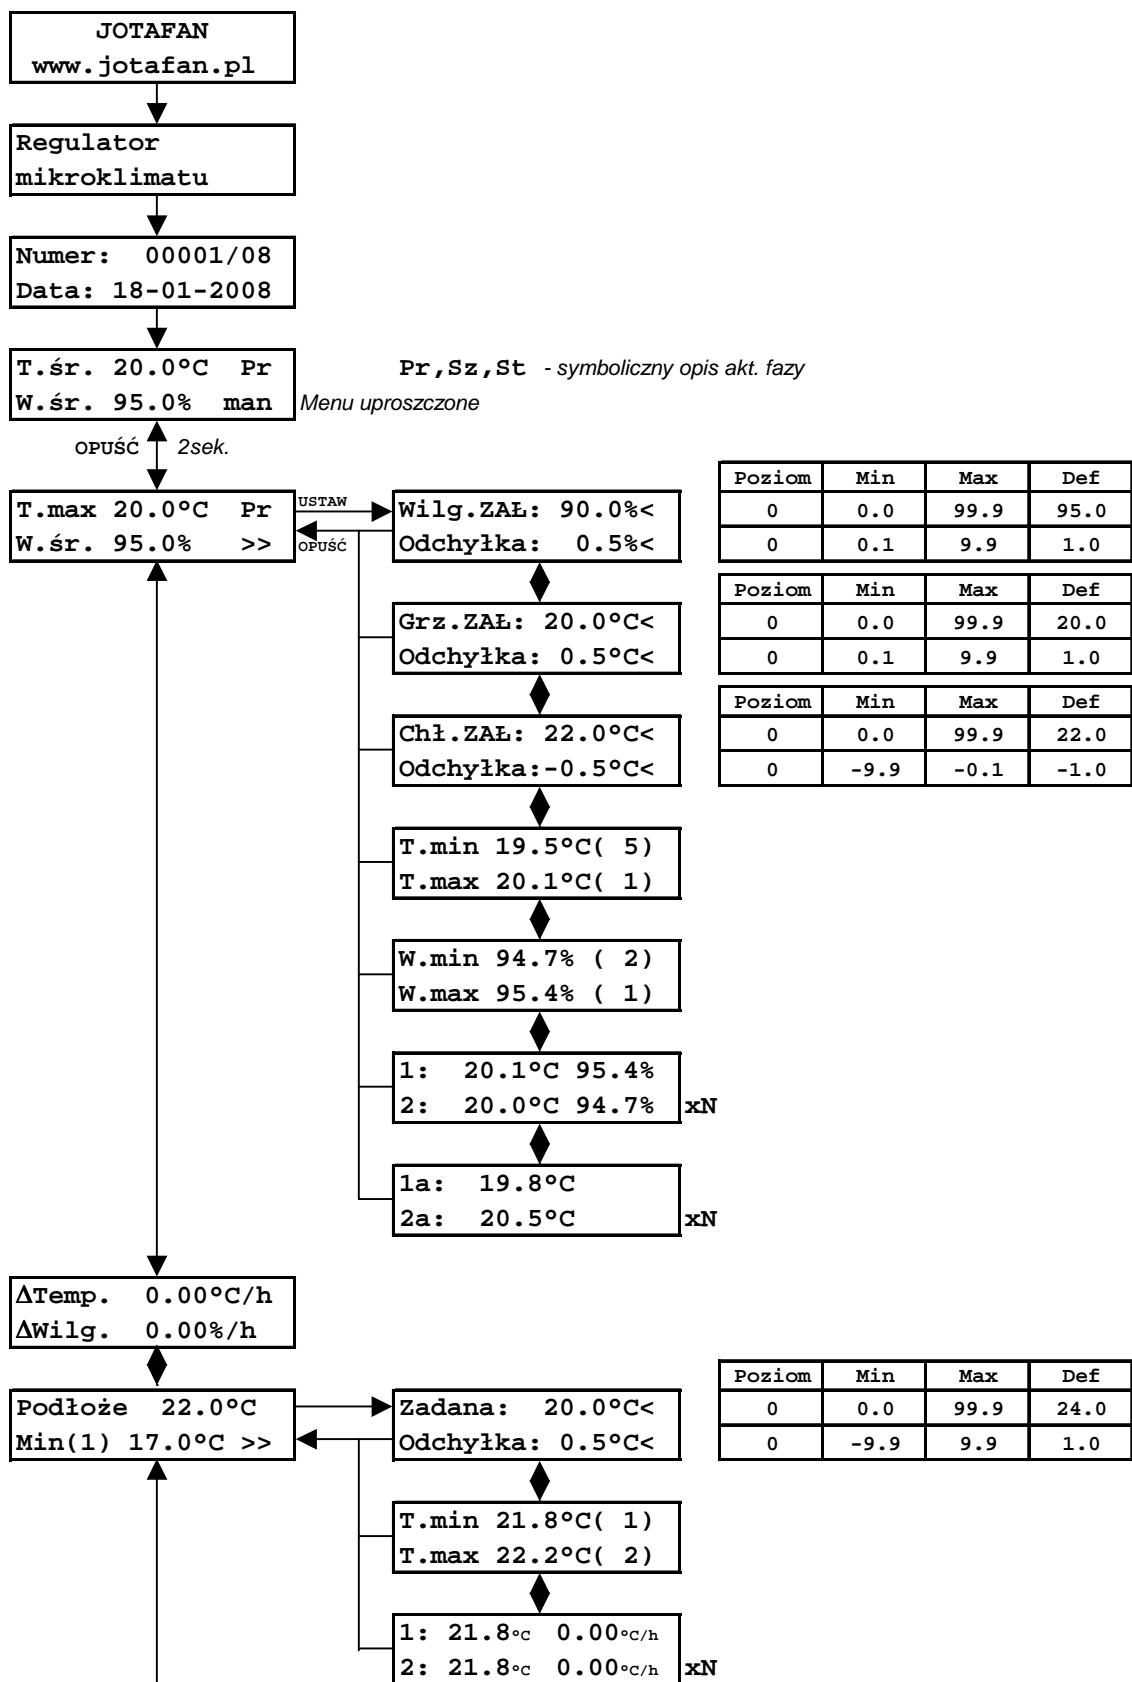 JOTAFAN
www.jotafan.pl
Regulator
mikroklimatu
Numer: 00001/08
Data: 18-01-2008
T.śr. 20.0°C Pr
W.śr. 95.0% man
Pr,Sz,St - symboliczny opis akt. fazy
Menu uproszczone
OPUŚĆ 2sek.
T.max 20.0°C Pr
W.śr. 95.0% >>
USTAW
OPUŚĆ
Wilg.ZAŁ: 90.0%<
Odchyłka: 0.5%<
Poziom Min Max Def
0 0.0 99.9 95.0
0 0.1 9.9 1.0
Grz.ZAŁ: 20.0°C<
Odchyłka: 0.5°C<
Poziom Min Max Def
0 0.0 99.9 20.0
0 0.1 9.9 1.0
Chł.ZAŁ: 22.0°C<
Odchyłka:-0.5°C<
Poziom Min Max Def
0 0.0 99.9 22.0
0 -9.9 -0.1 -1.0
T.min 19.5°C( 5)
T.max 20.1°C( 1)
W.min 94.7% ( 2)
W.max 95.4% ( 1)
1: 20.1°C 95.4%
2: 20.0°C 94.7% xN
1a: 19.8°C
2a: 20.5°C xN
ΔTemp. 0.00°C/h
ΔWilg. 0.00%/h
Podłoże 22.0°C
Min(1) 17.0°C >>
Zadana: 20.0°C<
Odchyłka: 0.5°C<
Poziom Min Max Def
0 0.0 99.9 24.0
0 -9.9 9.9 1.0
T.min 21.8°C( 1)
T.max 22.2°C( 2)
1: 21.8°C 0.00°C/h
2: 21.8°C 0.00°C/h xN